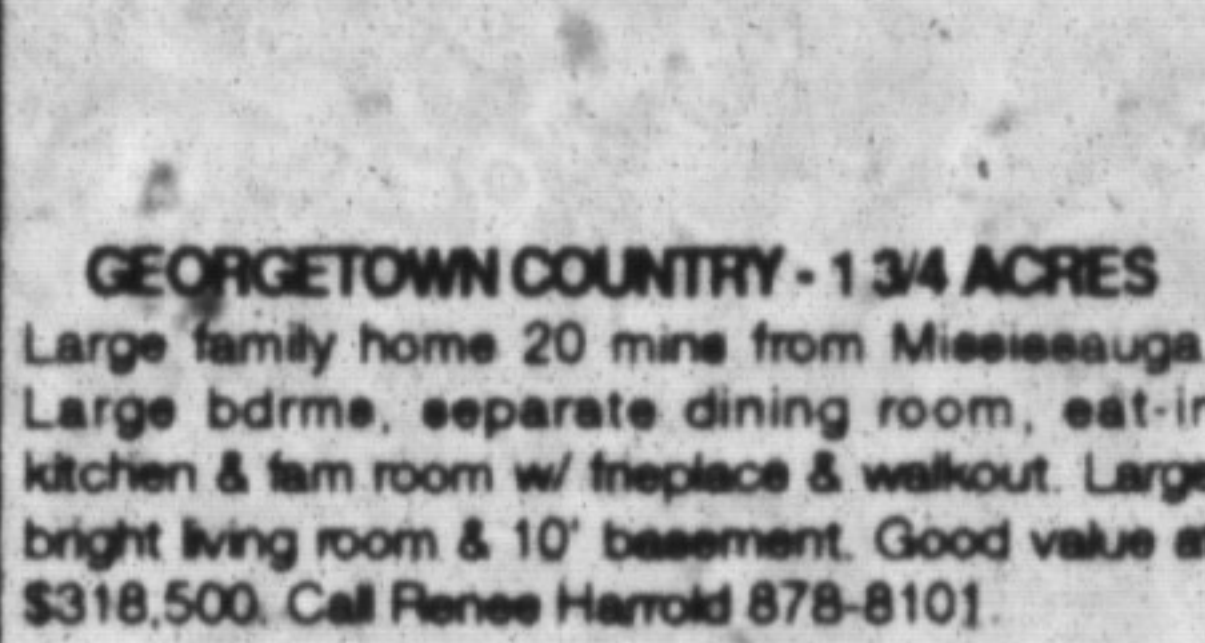 GEORGETOWN COUNTRY - 1 3/4 ACRES
Large family home 20 mins from Mississauga.
Large bdrms, separate dining room, eat-in
kitchen & fam room w/ frieplace & walkout. Large
bright living room & 10' basement. Good value at
$318,500. Call Renee Harrold 878-8101.